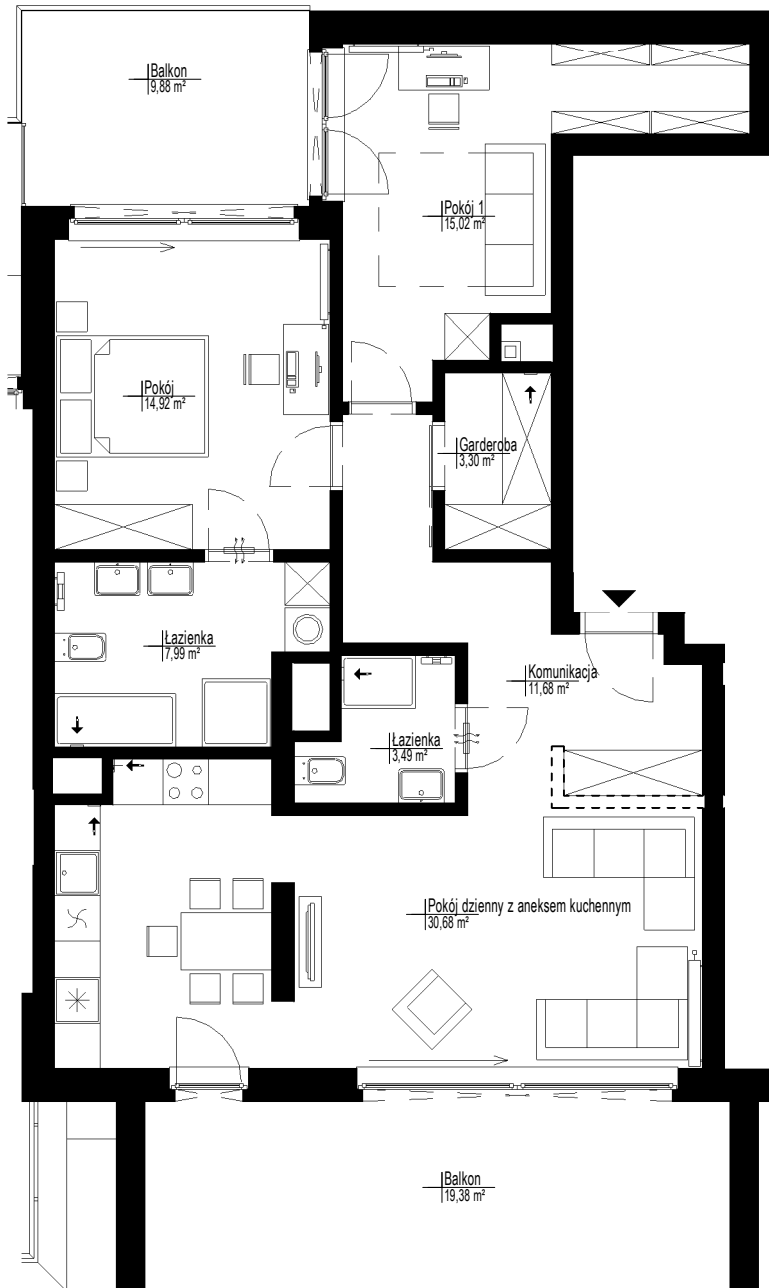 Balkon
9,88 m²
Pokój 1
15,02 m²
Pokój
14,92 m²
Garderoba
3,30 m²
Łazienka
7,99 m²
Komunikacja
11,68 m²
Łazienka
3,49 m²
Pokój dzienny z aneksem kuchennym
30,68 m²
Balkon
19,38 m²